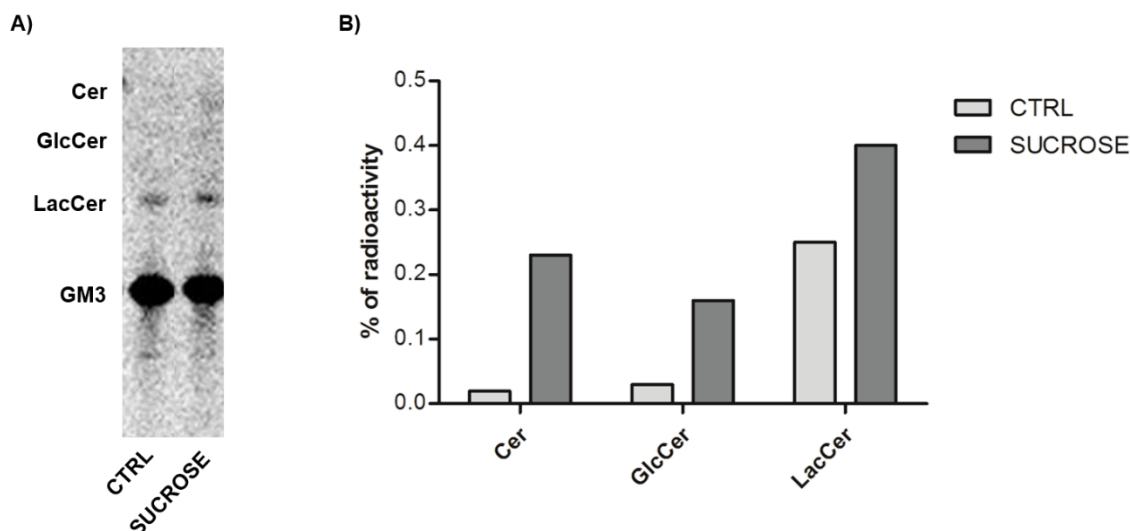 A)
Cer
GlcCer
LacCer
GM3
CTRL
SUCROSE
B)
% of radioactivity
0.5
0.4
0.3
0.2
0.1
0.0
Cer
GlcCer
LacCer
CTRL
SUCROSE